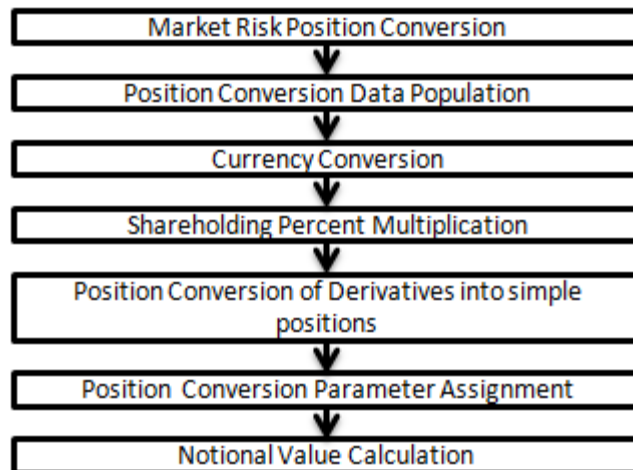 Market Risk Position Conversion
Position Conversion Data Population
Currency Conversion
Shareholding Percent Multiplication
Position Conversion of Derivatives into simple
positions
Position Conversion Parameter Assignment
Notional Value Calculation